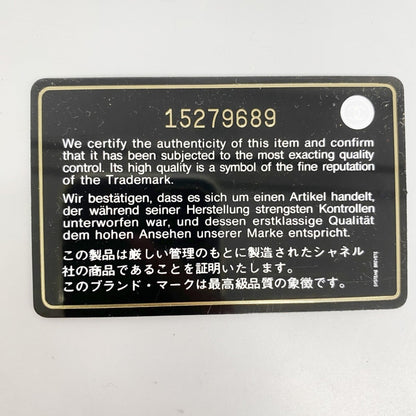 15279689
We certify the authenticity of this item and confirm
that it has been subjected to the most exacting quality
control. Its high quality is a symbol of the fine reputation
of the Trademark.
Wir bestätigen, dass es sich um einen Artikel handelt,
der während seiner Herstellung strengsten Kontrollen
unterworfen war, und dessen erstklassige Qualität
dem hohen Ansehen unserer Marke entspricht.
この製品は厳しい管理のもとに製造されたシャネル
社の商品であることを証明いたします。
このブランド・マークは最高級品質の象徴です。